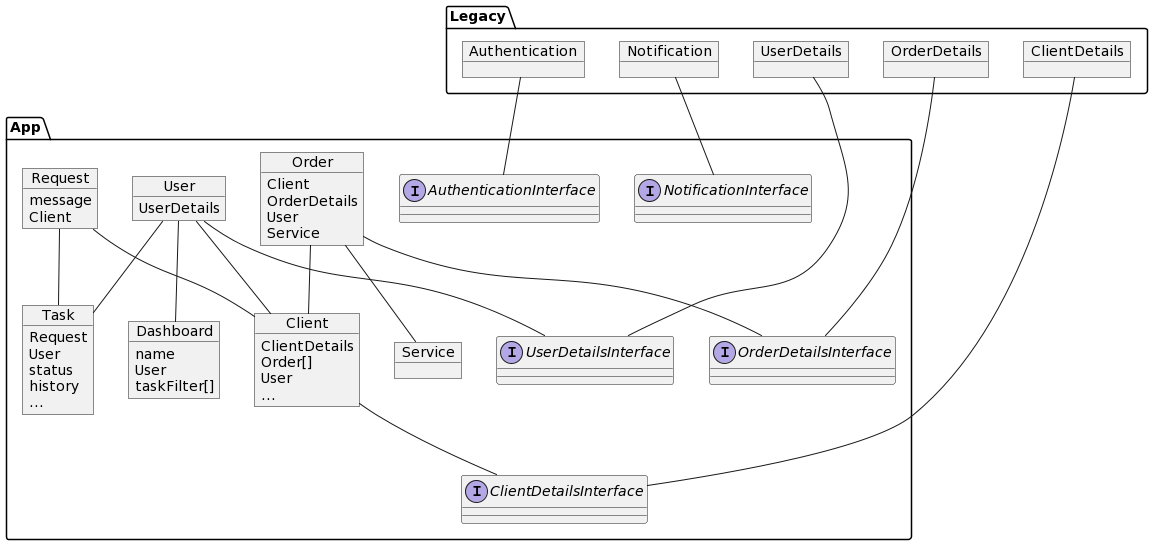 Legacy
Authentication
Notification
UserDetails
OrderDetails
ClientDetails
App
Request
message
Client
User
UserDetails
Order
Client
OrderDetails
User
Service
I AuthenticationInterface
I NotificationInterface
Task
Request
User
status
history
...
Dashboard
name
User
taskFilter[]
Client
ClientDetails
Order[]
User
...
Service
I UserDetailsInterface
I OrderDetailsInterface
I ClientDetailsInterface